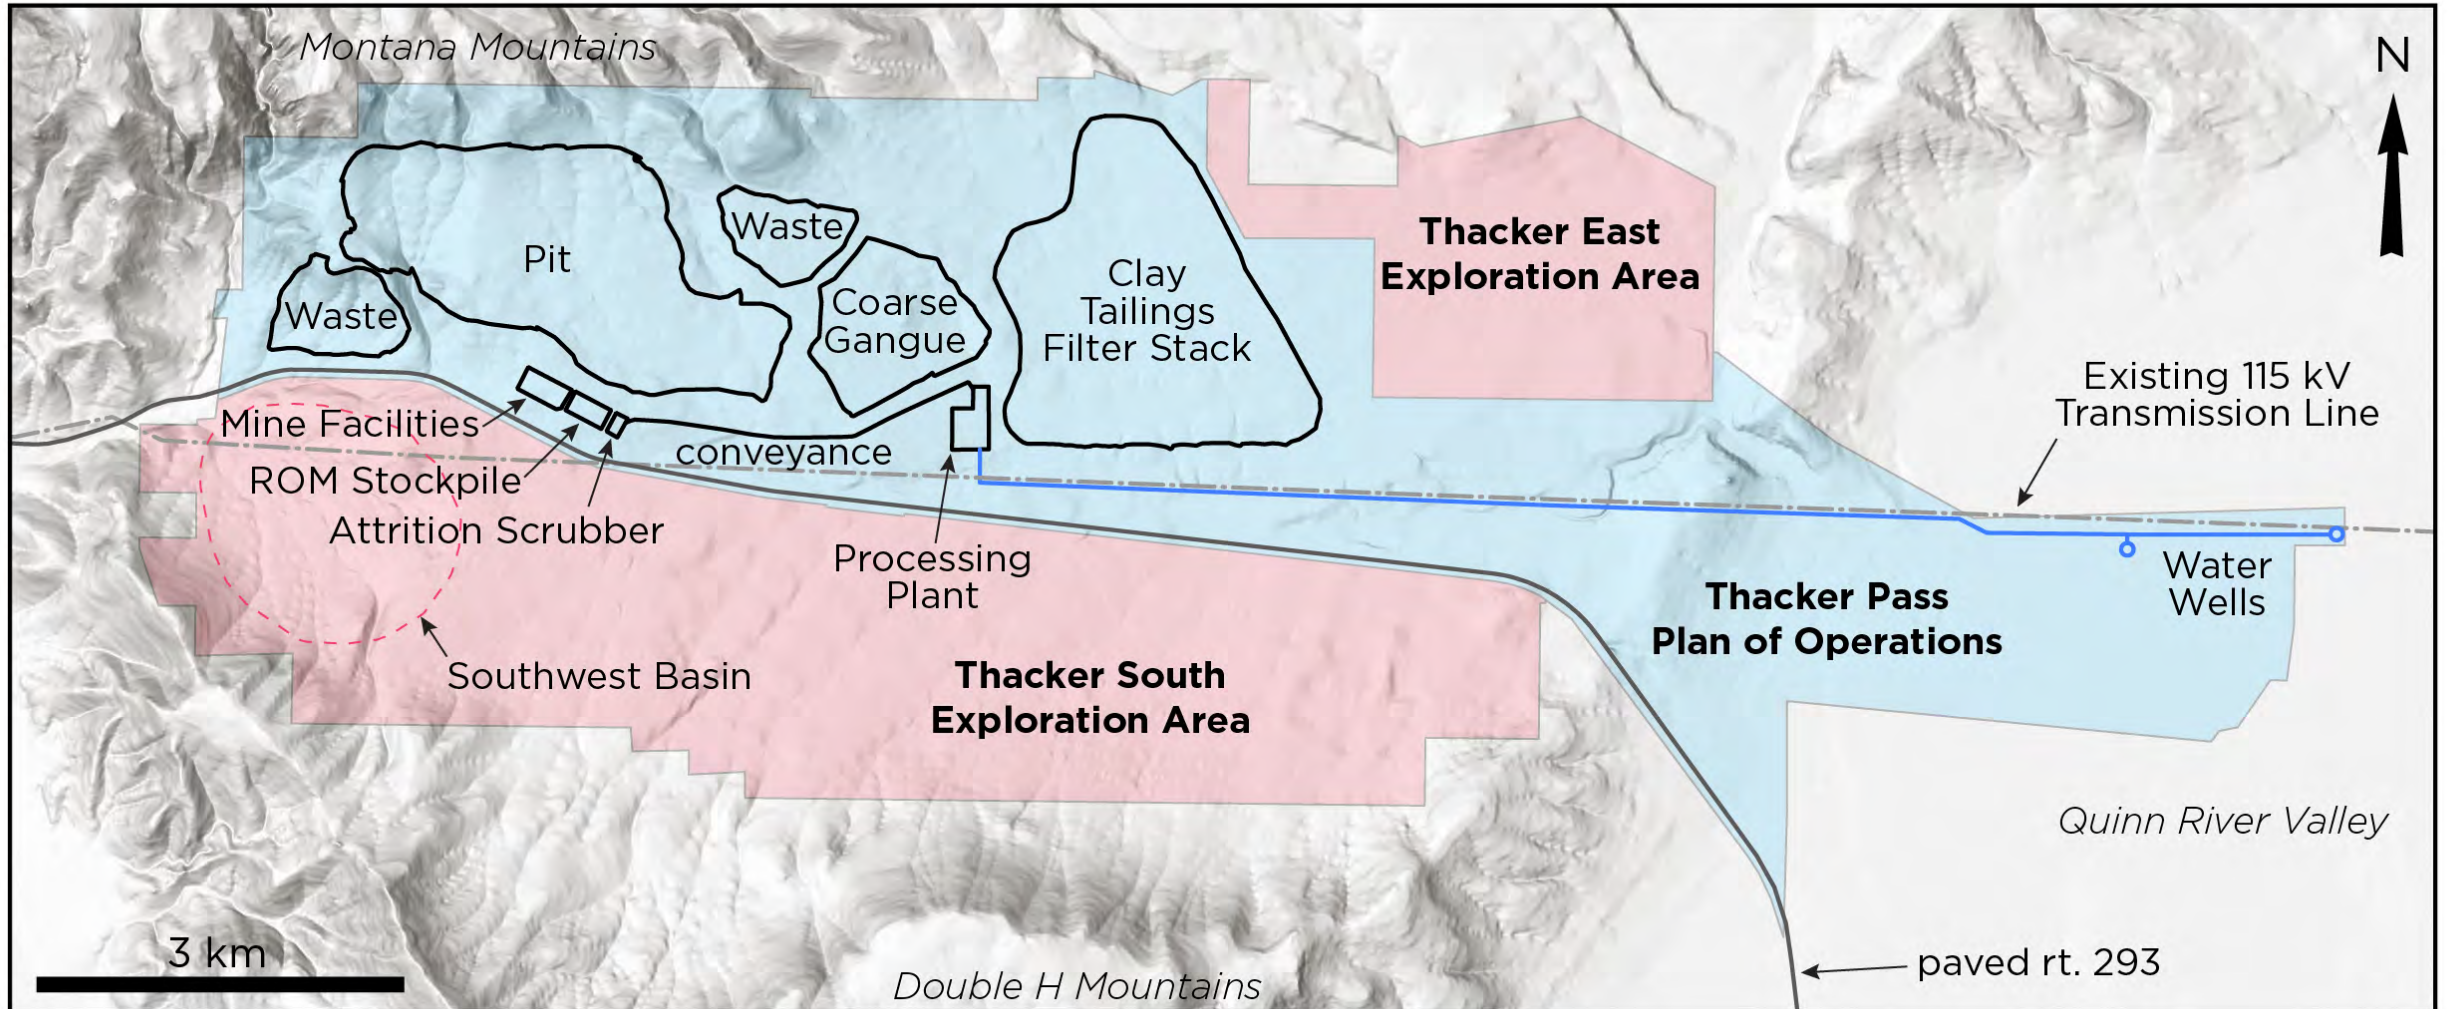 Montana Mountains
N
Waste
Pit
Waste
Coarse
Gangue
Clay
Tailings
Filter Stack
Thacker East
Exploration Area
Existing 115 kV
Transmission Line
Mine Facilities
conveyance
ROM Stockpile
Attrition Scrubber
Processing
Plant
Water
Wells
Thacker Pass
Plan of Operations
Southwest Basin
Thacker South
Exploration Area
Quinn River Valley
3 km
Double H Mountains
paved rt. 293